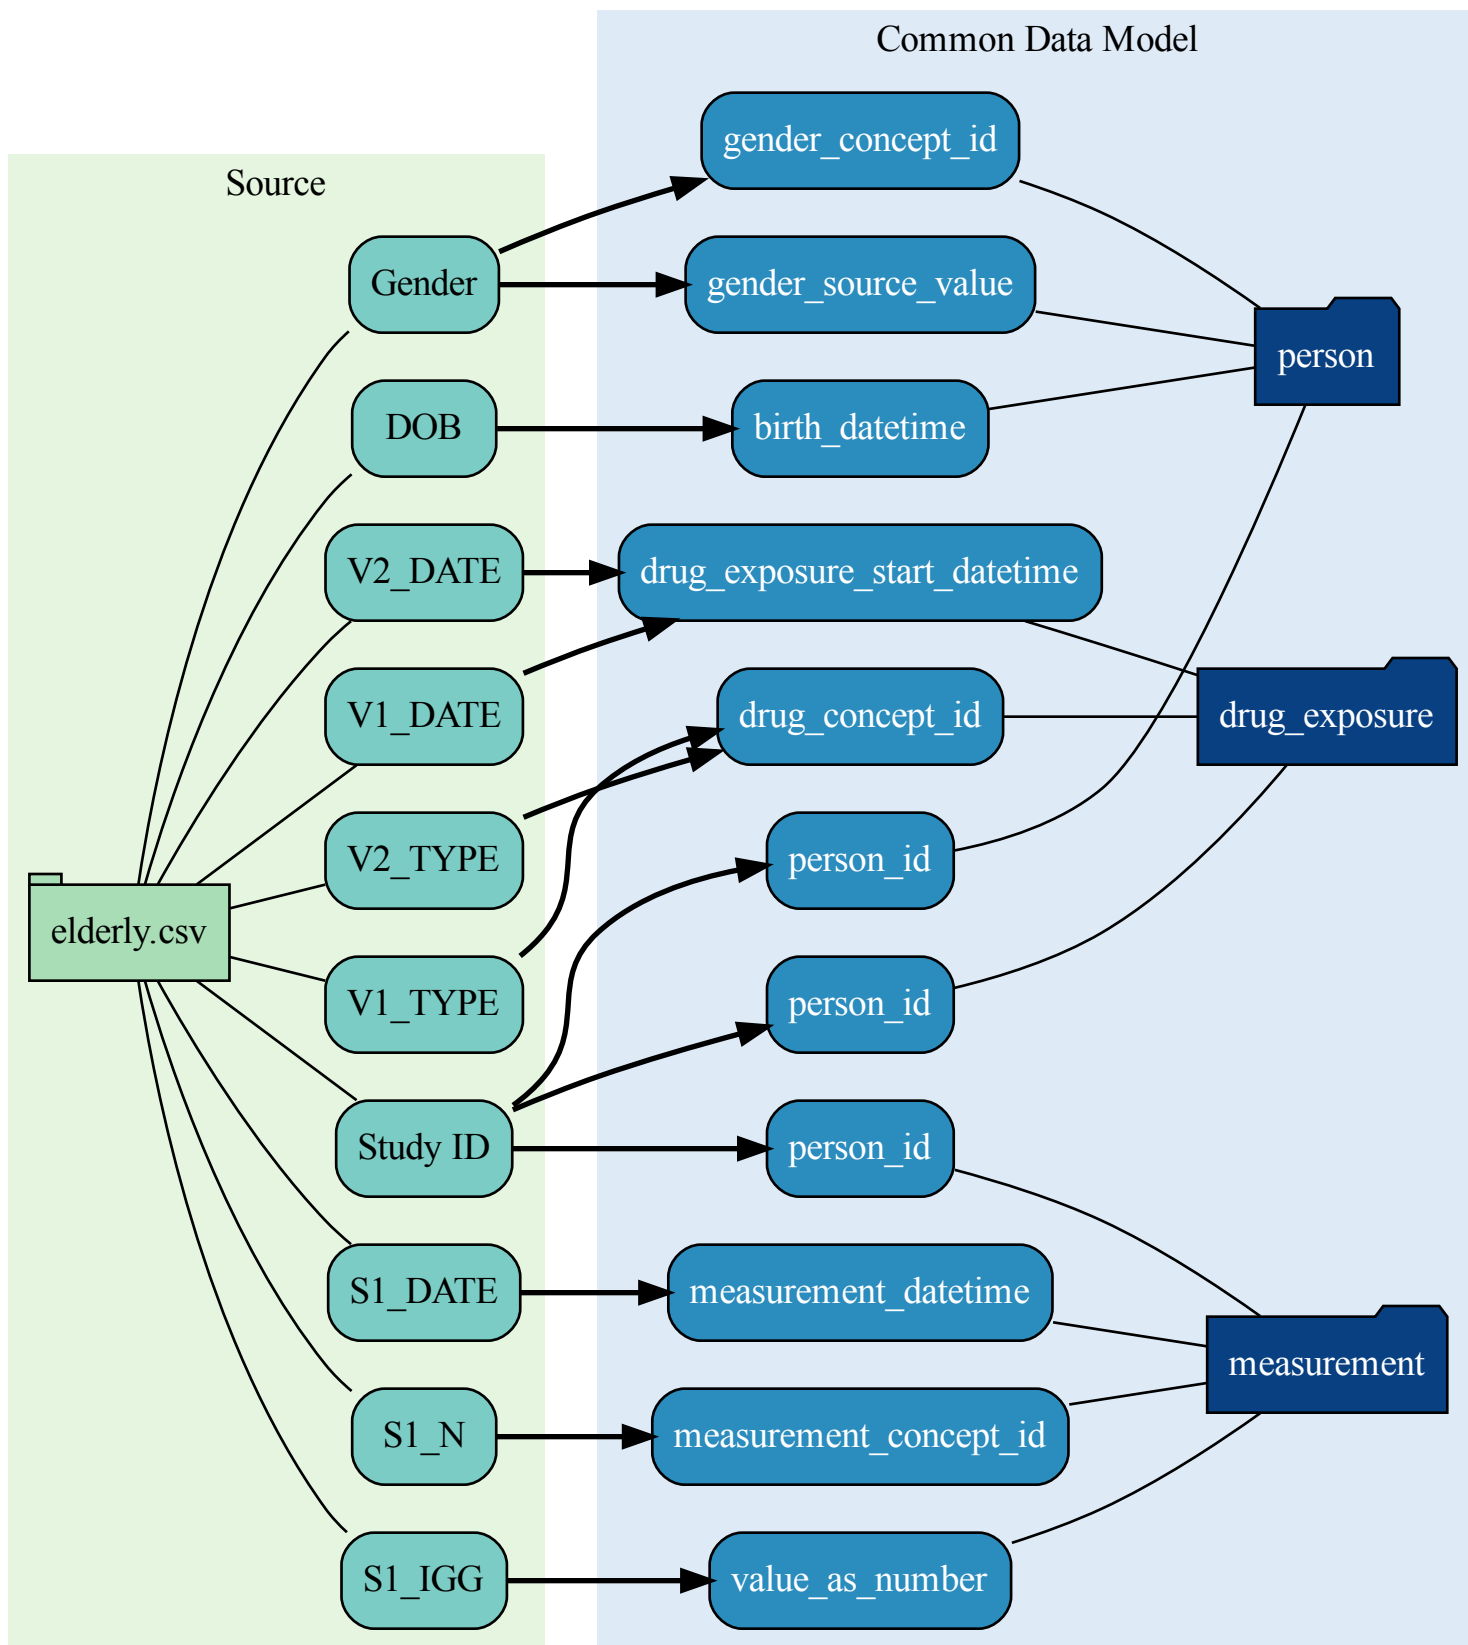 Common Data Model
Source
gender_concept_id
Gender
gender_source_value
person
DOB
birth_datetime
V2_DATE
drug_exposure_start_datetime
V1_DATE
drug_concept_id
drug_exposure
V2_TYPE
person_id
elderly.csv
V1_TYPE
person_id
Study ID
person_id
S1_DATE
measurement_datetime
measurement
S1_N
measurement_concept_id
S1_IGG
value_as_number